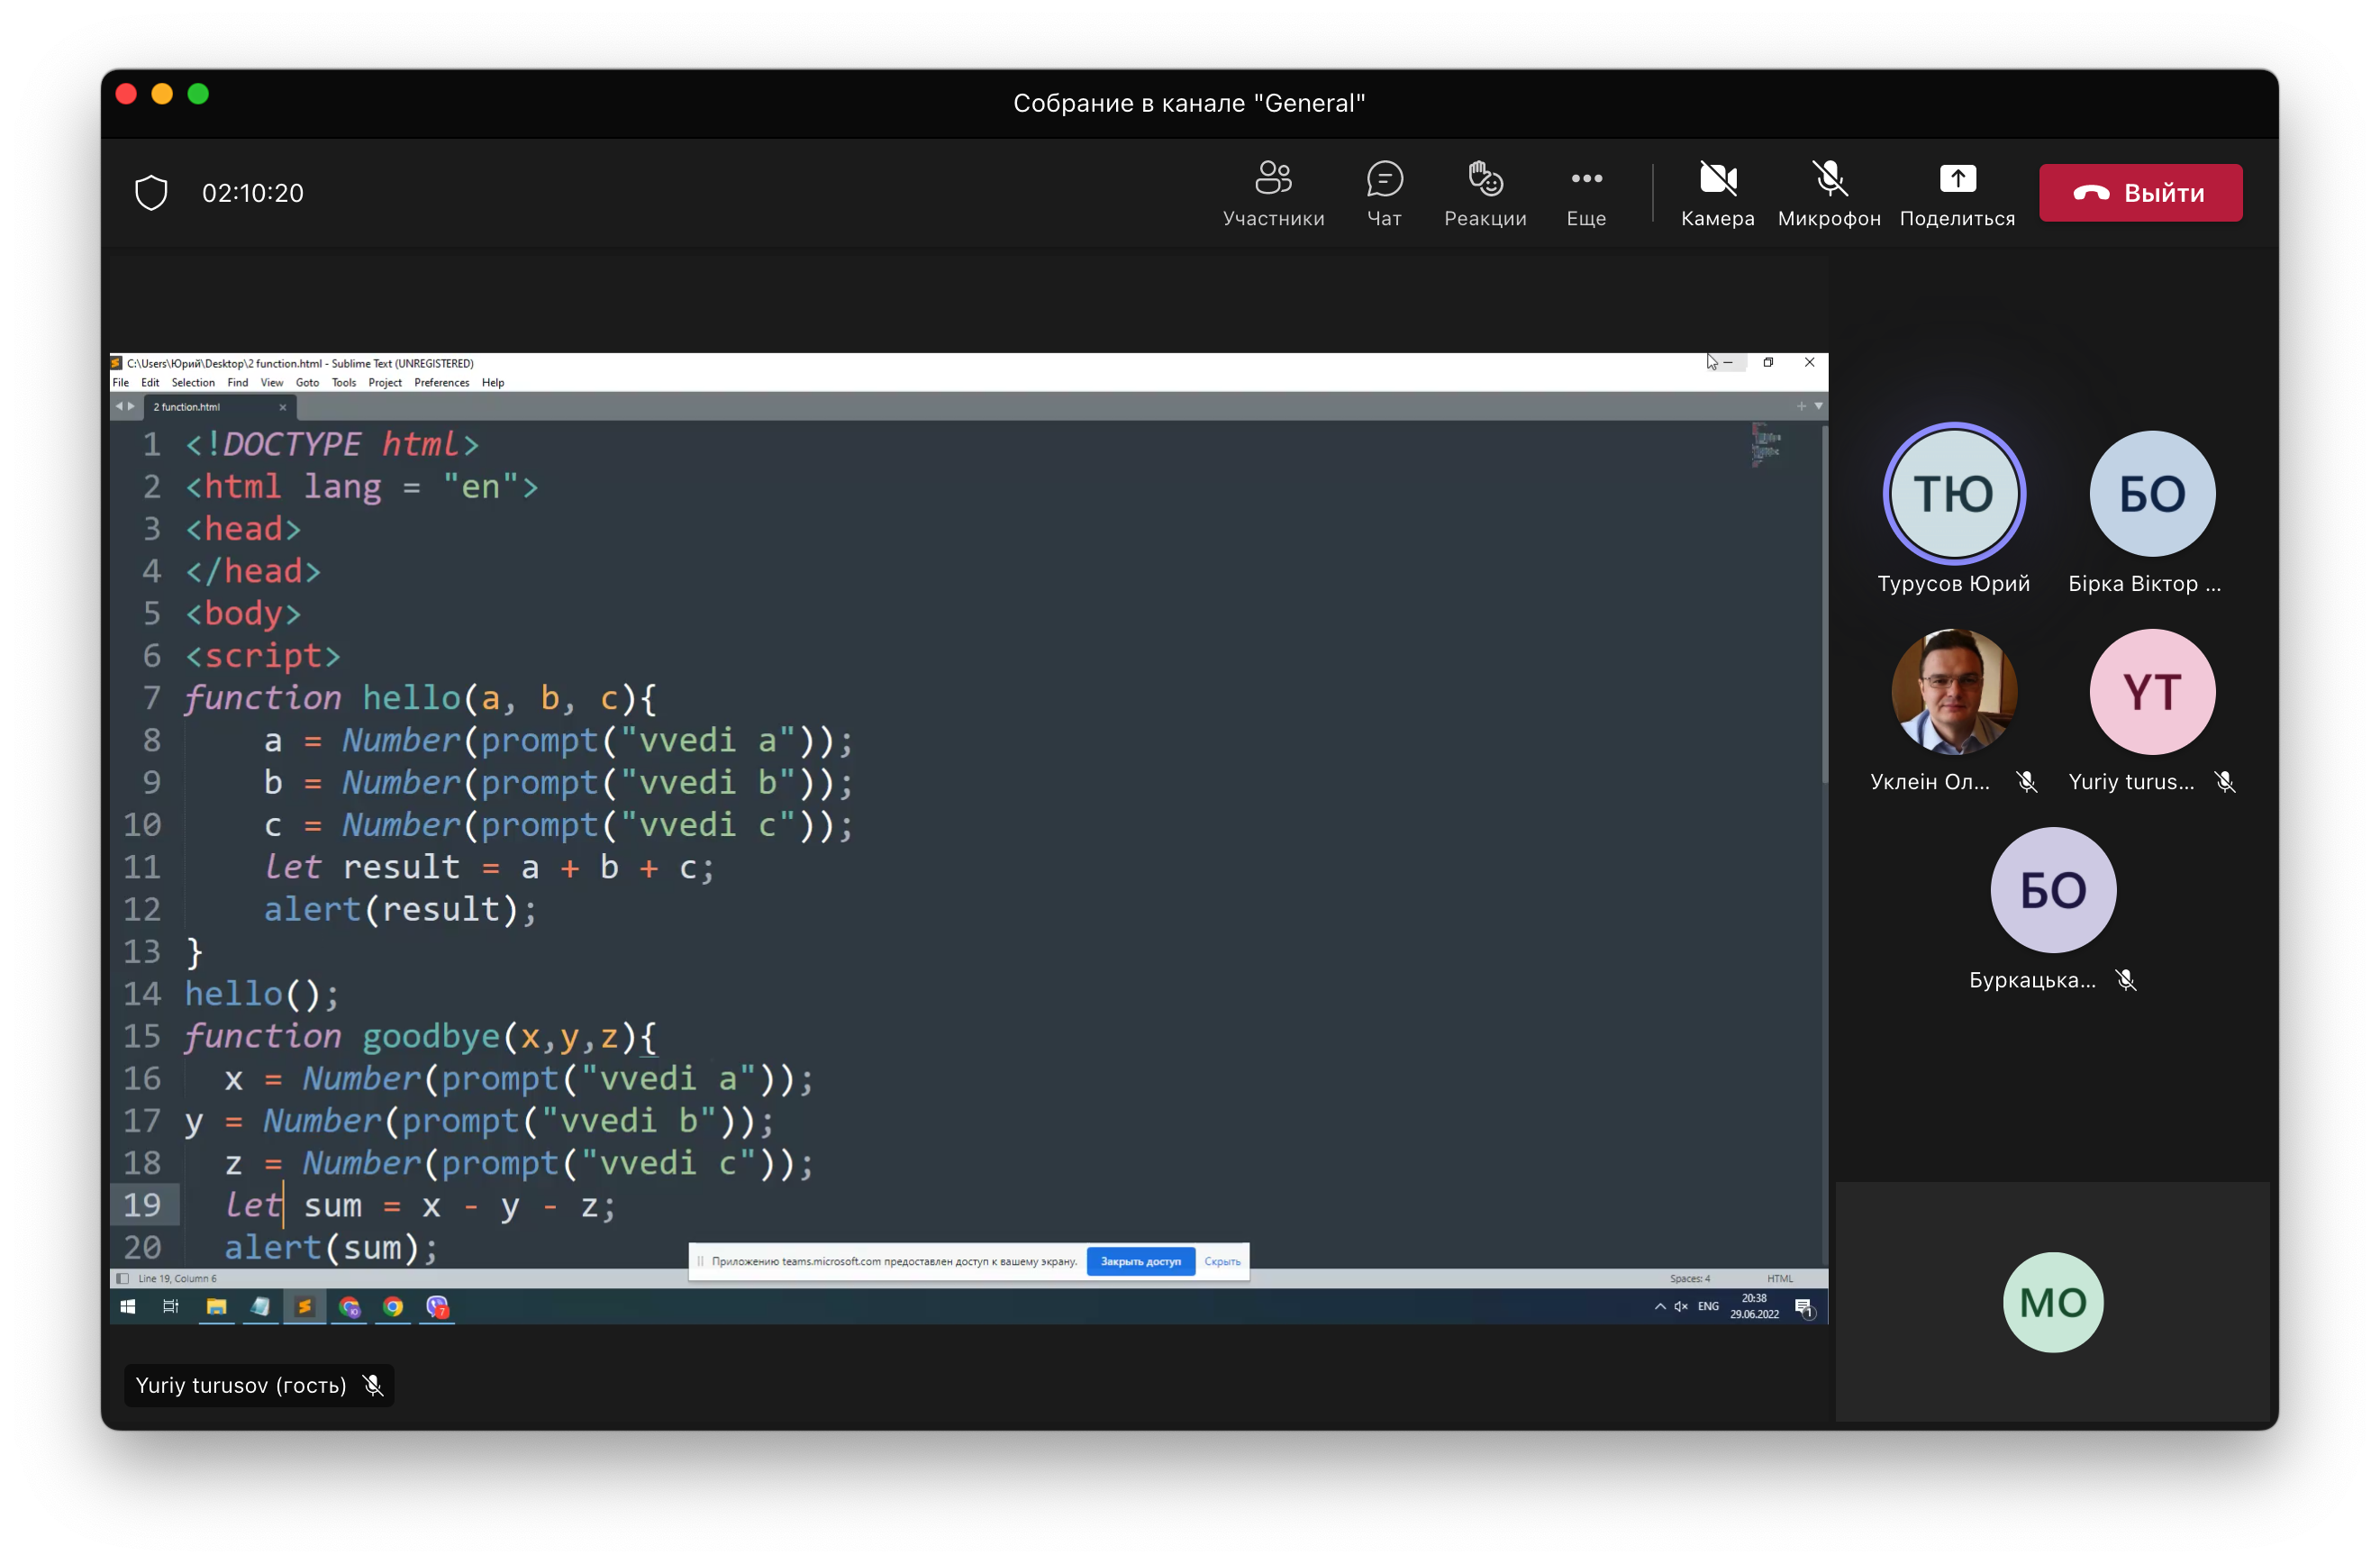 Собрание в канале "General"
02:10:20
Участники
Чат
Реакции
Еще
Камера
Микрофон
Поделиться
Выйти
C:\Users\Юрий\Desktop\2 function.html - Sublime Text (UNREGISTERED)
File Edit Selection Find View Goto Tools Project Preferences Help
2 function.html
1 <!DOCTYPE html>
2 <html lang = "en">
3 <head>
4 </head>
5 <body>
6 <script>
7 function hello(a, b, c){
8 a = Number(prompt("vvedi a"));
9 b = Number(prompt("vvedi b"));
10 c = Number(prompt("vvedi c"));
11 let result = a + b + c;
12 alert(result);
13 }
14 hello();
15 function goodbye(x,y,z){
16 x = Number(prompt("vvedi a"));
17 y = Number(prompt("vvedi b"));
18 z = Number(prompt("vvedi c"));
19 let sum = x - y - z;
20 alert(sum);
Приложению teams.microsoft.com предоставлен доступ к вашему экрану.
Закрыть доступ
Скрыть
Line 19, Column 6
Spaces: 4
HTML
7
ENG
20:38
29.06.2022
1
Yuriy turusov (гость)
ТЮ
БО
Турусов Юрий
Бірка Віктор ...
YT
Уклеін Ол...
Yuriy turus...
БО
Буркацька...
МО